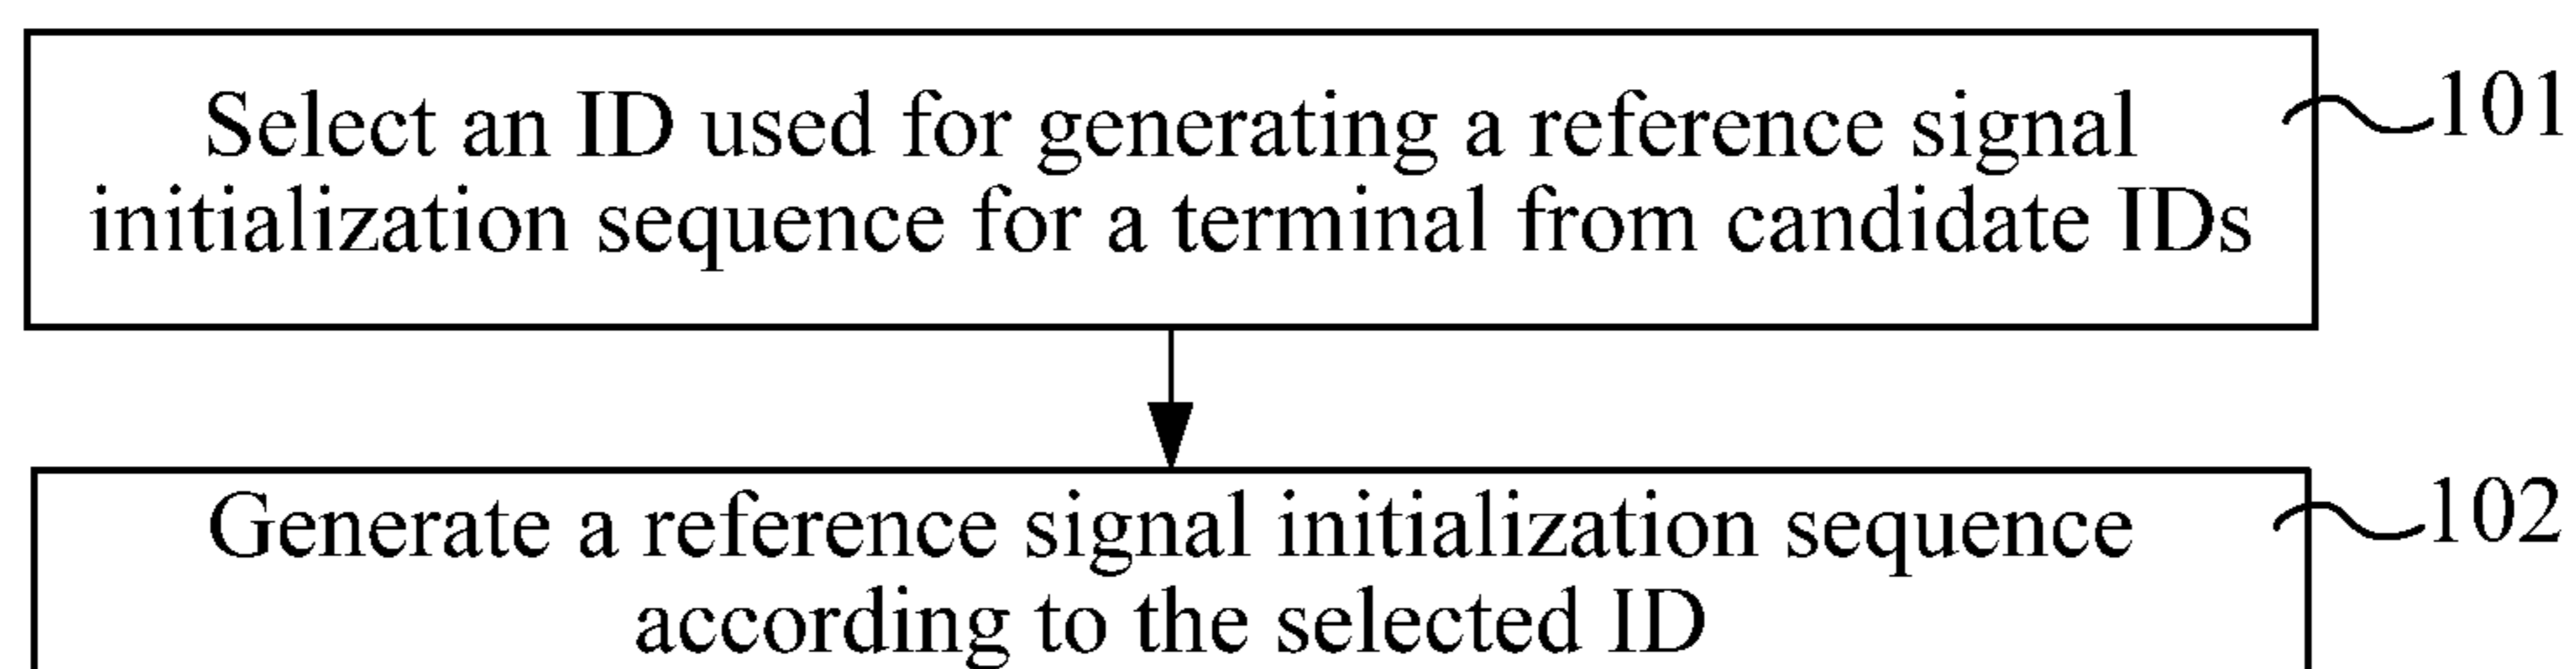 Select an ID used for generating a reference signal
101
initialization sequence for a terminal from candidate IDs
Generate a reference signal initialization sequence
102
according to the selected ID